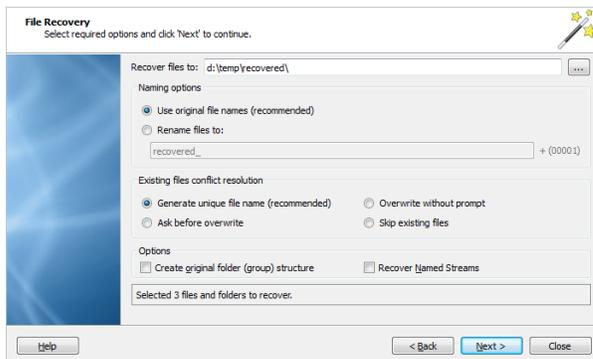 File Recovery
Select required options and click 'Next' to continue.
Recover files to: d:\temp\recovered\ ...
Naming options
Use original file names (recommended)
Rename files to:
recovered_ + (00001)
Existing files conflict resolution
Generate unique file name (recommended) Overwrite without prompt
Ask before overwrite Skip existing files
Options
Create original folder (group) structure Recover Named Streams
Selected 3 files and folders to recover.
Help < Back Next > Close